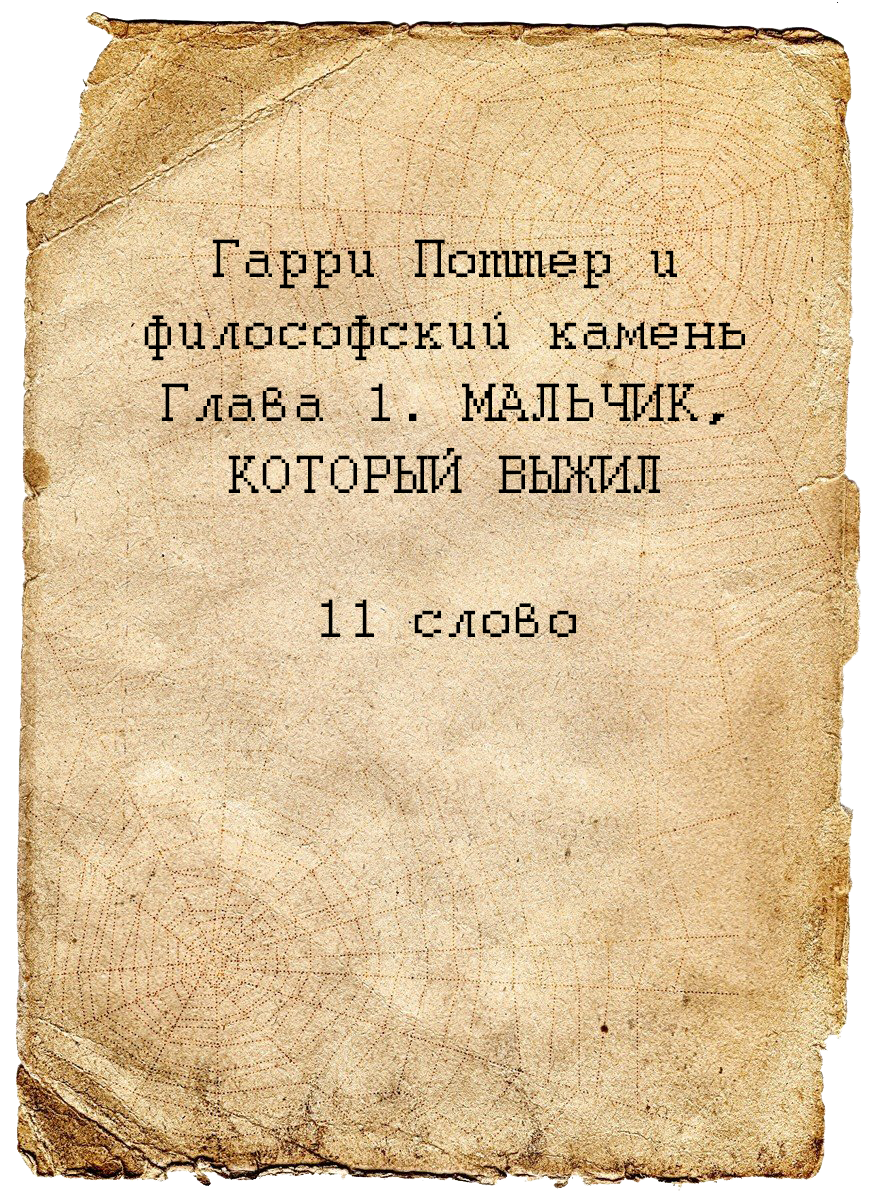 Гарри Поттер и
философский камень
Глава 1. МАЛЬЧИК,
КОТОРЫЙ ВЫЖИЛ
11 слово